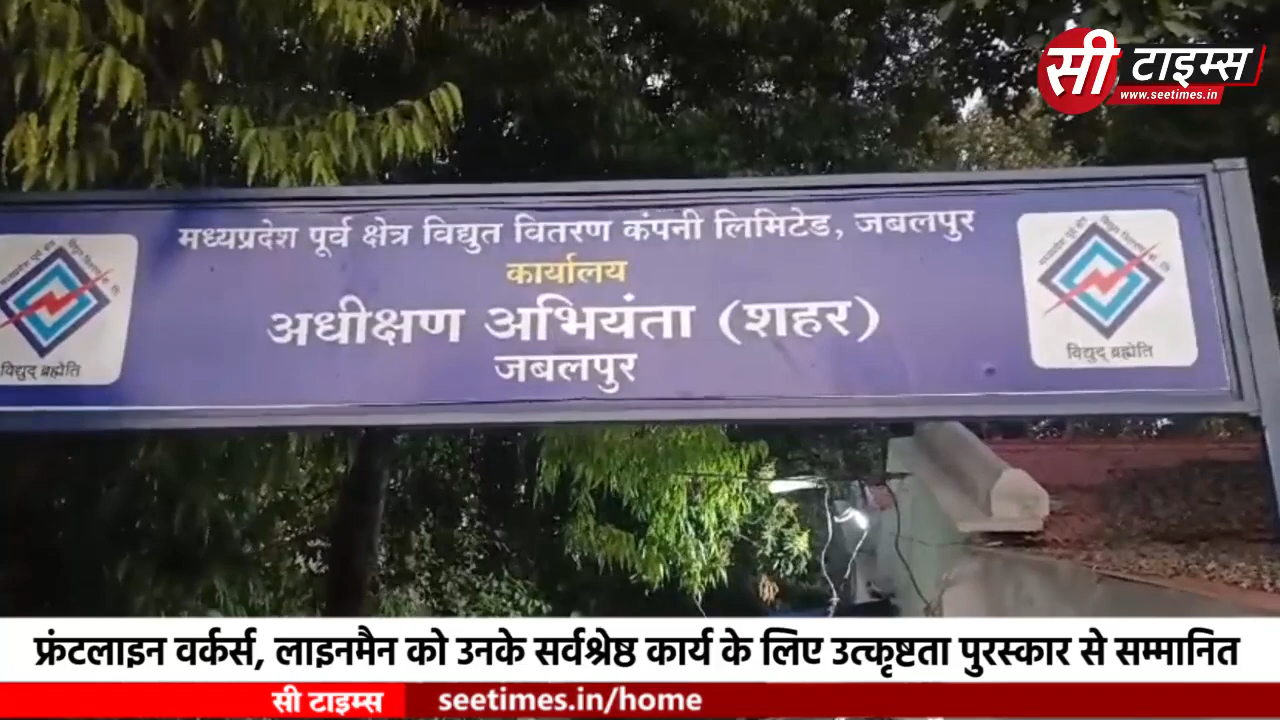 सी टाइम्स
www.seetimes.in
मध्यप्रदेश पूर्व क्षेत्र विद्युत वितरण कंपनी लिमिटेड, जबलपुर
कार्यालय
अधीक्षण अभियंता (शहर)
जबलपुर
विद्युद् ब्रह्मेति
विद्युद् ब्रह्मेति
फ्रंटलाइन वर्कर्स, लाइनमैन को उनके सर्वश्रेष्ठ कार्य के लिए उत्कृष्टता पुरस्कार से सम्मानित
सी टाइम्स seetimes.in/home